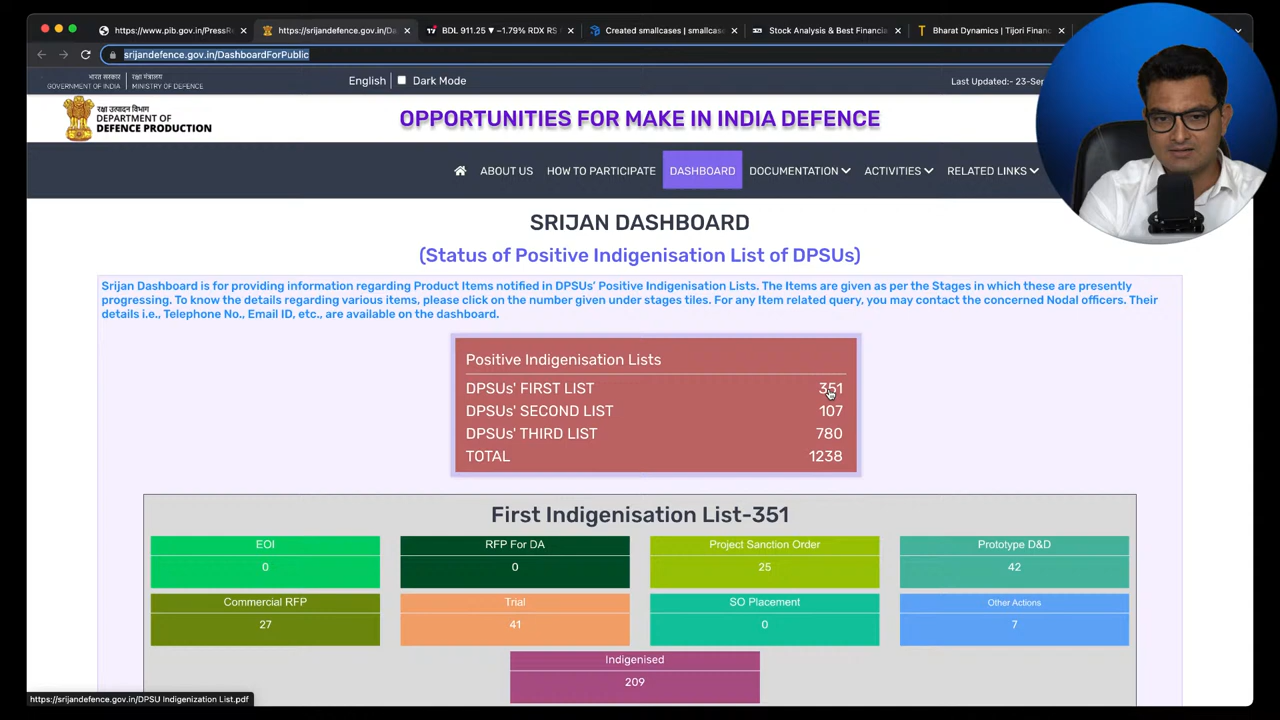 https://www.pib.gov.in/PressRe
https://srijandefence.gov.in/Da
BDL 911.25 ▼ −1.79% RDX RS
Created smallcases | smallcase
Stock Analysis & Best Financia
Bharat Dynamics | Tijori Financ
srijandefence.gov.in/DashboardForPublic
भारत सरकार
GOVERNMENT OF INDIA
रक्षा मंत्रालय
MINISTRY OF DEFENCE
English
Dark Mode
Last Updated:- 23-Sep
रक्षा उत्पादन विभाग
DEPARTMENT OF
DEFENCE PRODUCTION
OPPORTUNITIES FOR MAKE IN INDIA DEFENCE
ABOUT US
HOW TO PARTICIPATE
DASHBOARD
DOCUMENTATION
ACTIVITIES
RELATED LINKS
SRIJAN DASHBOARD
(Status of Positive Indigenisation List of DPSUs)
Srijan Dashboard is for providing information regarding Product Items notified in DPSUs' Positive Indigenisation Lists. The Items are given as per the Stages in which these are presently
progressing. To know the details regarding various items, please click on the number given under stages tiles. For any Item related query, you may contact the concerned Nodal officers. Their
details i.e., Telephone No., Email ID, etc., are available on the dashboard.
Positive Indigenisation Lists
DPSUs' FIRST LIST 351
DPSUs' SECOND LIST 107
DPSUs' THIRD LIST 780
TOTAL 1238
First Indigenisation List-351
EOI
0
RFP For DA
0
Project Sanction Order
25
Prototype D&D
42
Commercial RFP
27
Trial
41
SO Placement
0
Other Actions
7
Indigenised
209
https://srijandefence.gov.in/DPSU Indigenization List.pdf